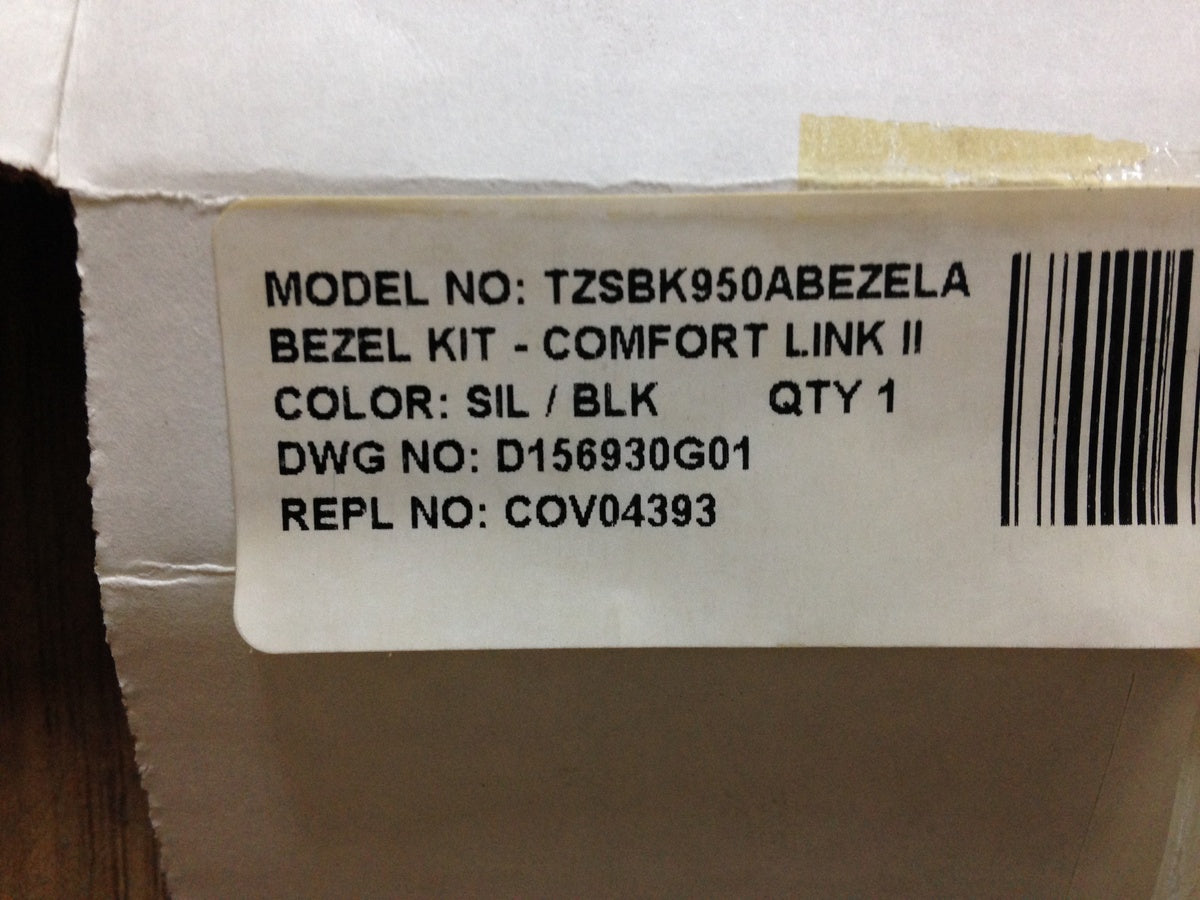 MODEL NO: TZSBK950ABEZELA
BEZEL KIT - COMFORT LINK II
COLOR: SIL / BLK QTY 1
DWG NO: D156930G01
REPL NO: COV04393